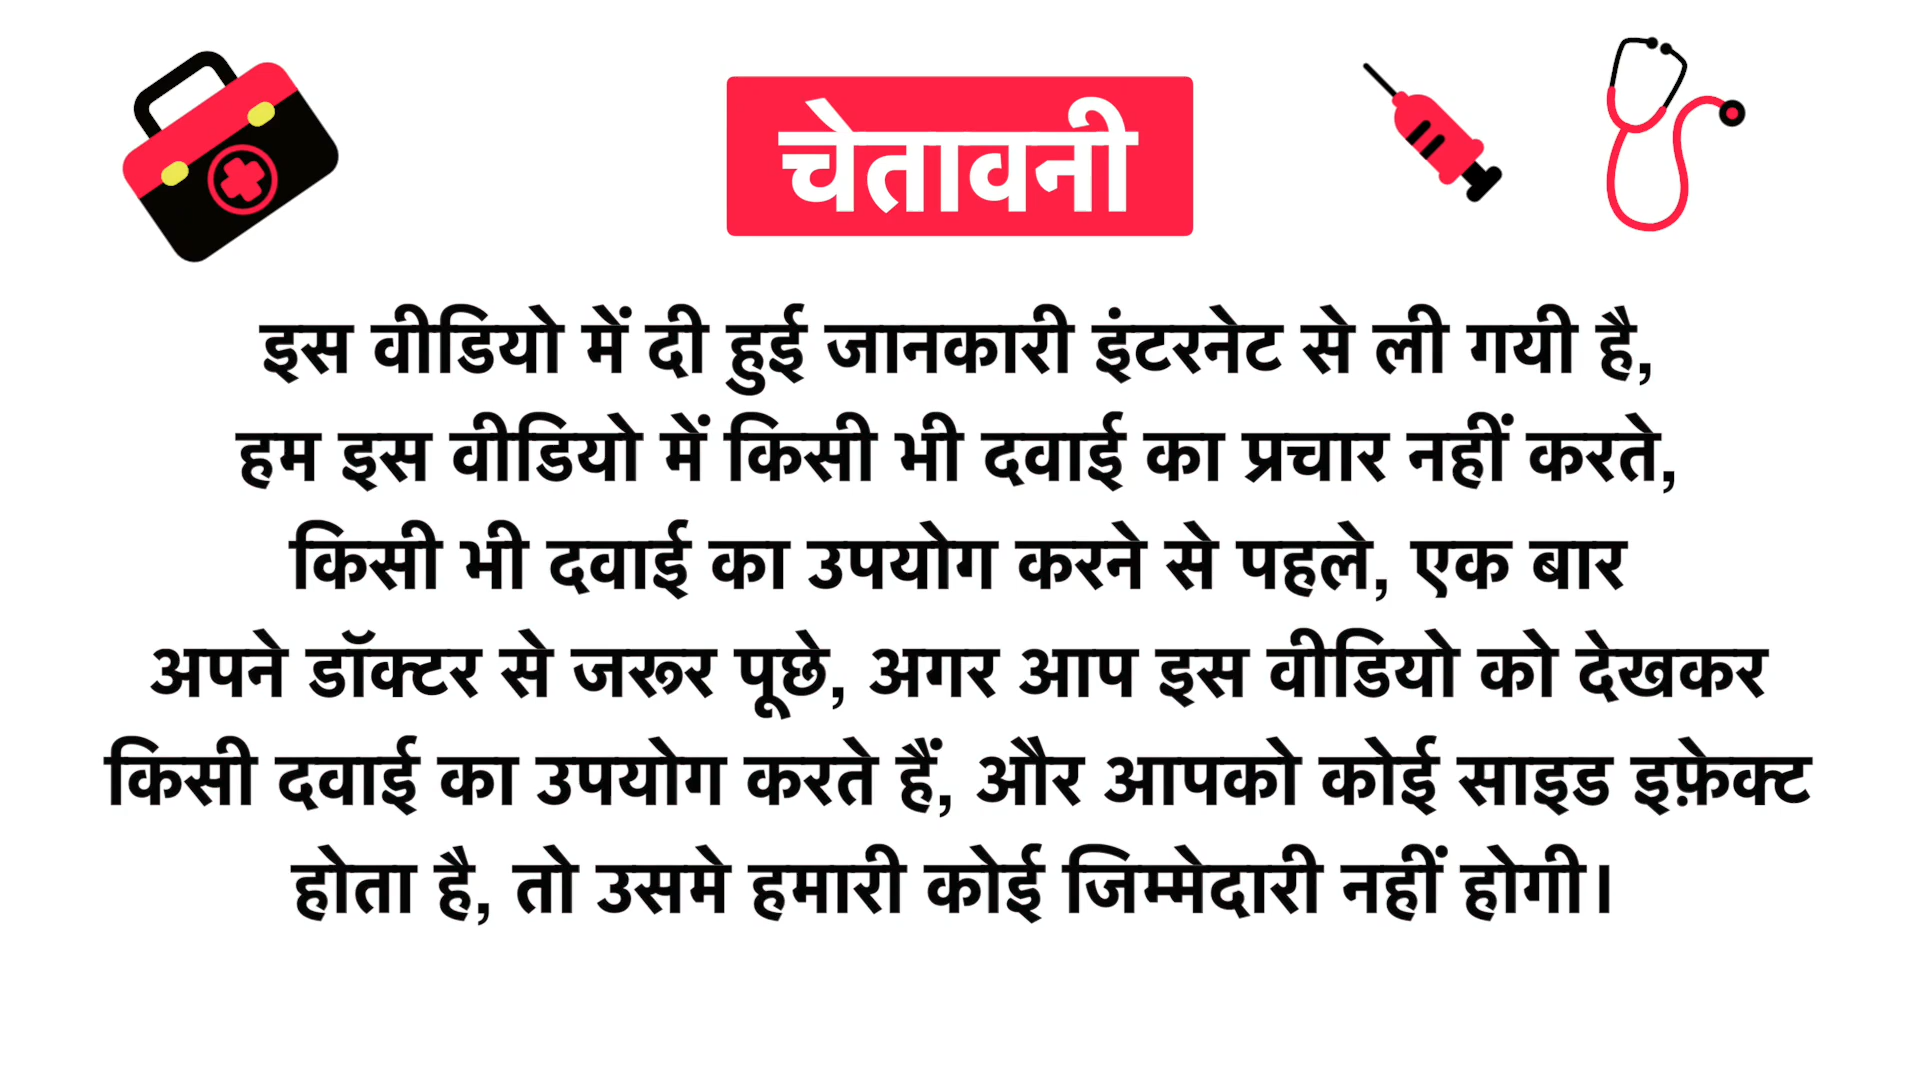 चेतावनी
इस वीडियो में दी हुई जानकारी इंटरनेट से ली गयी है,
हम इस वीडियो में किसी भी दवाई का प्रचार नहीं करते,
किसी भी दवाई का उपयोग करने से पहले, एक बार
अपने डॉक्टर से जरूर पूछे, अगर आप इस वीडियो को देखकर
किसी दवाई का उपयोग करते हैं, और आपको कोई साइड इफ़ेक्ट
होता है, तो उसमे हमारी कोई जिम्मेदारी नहीं होगी।